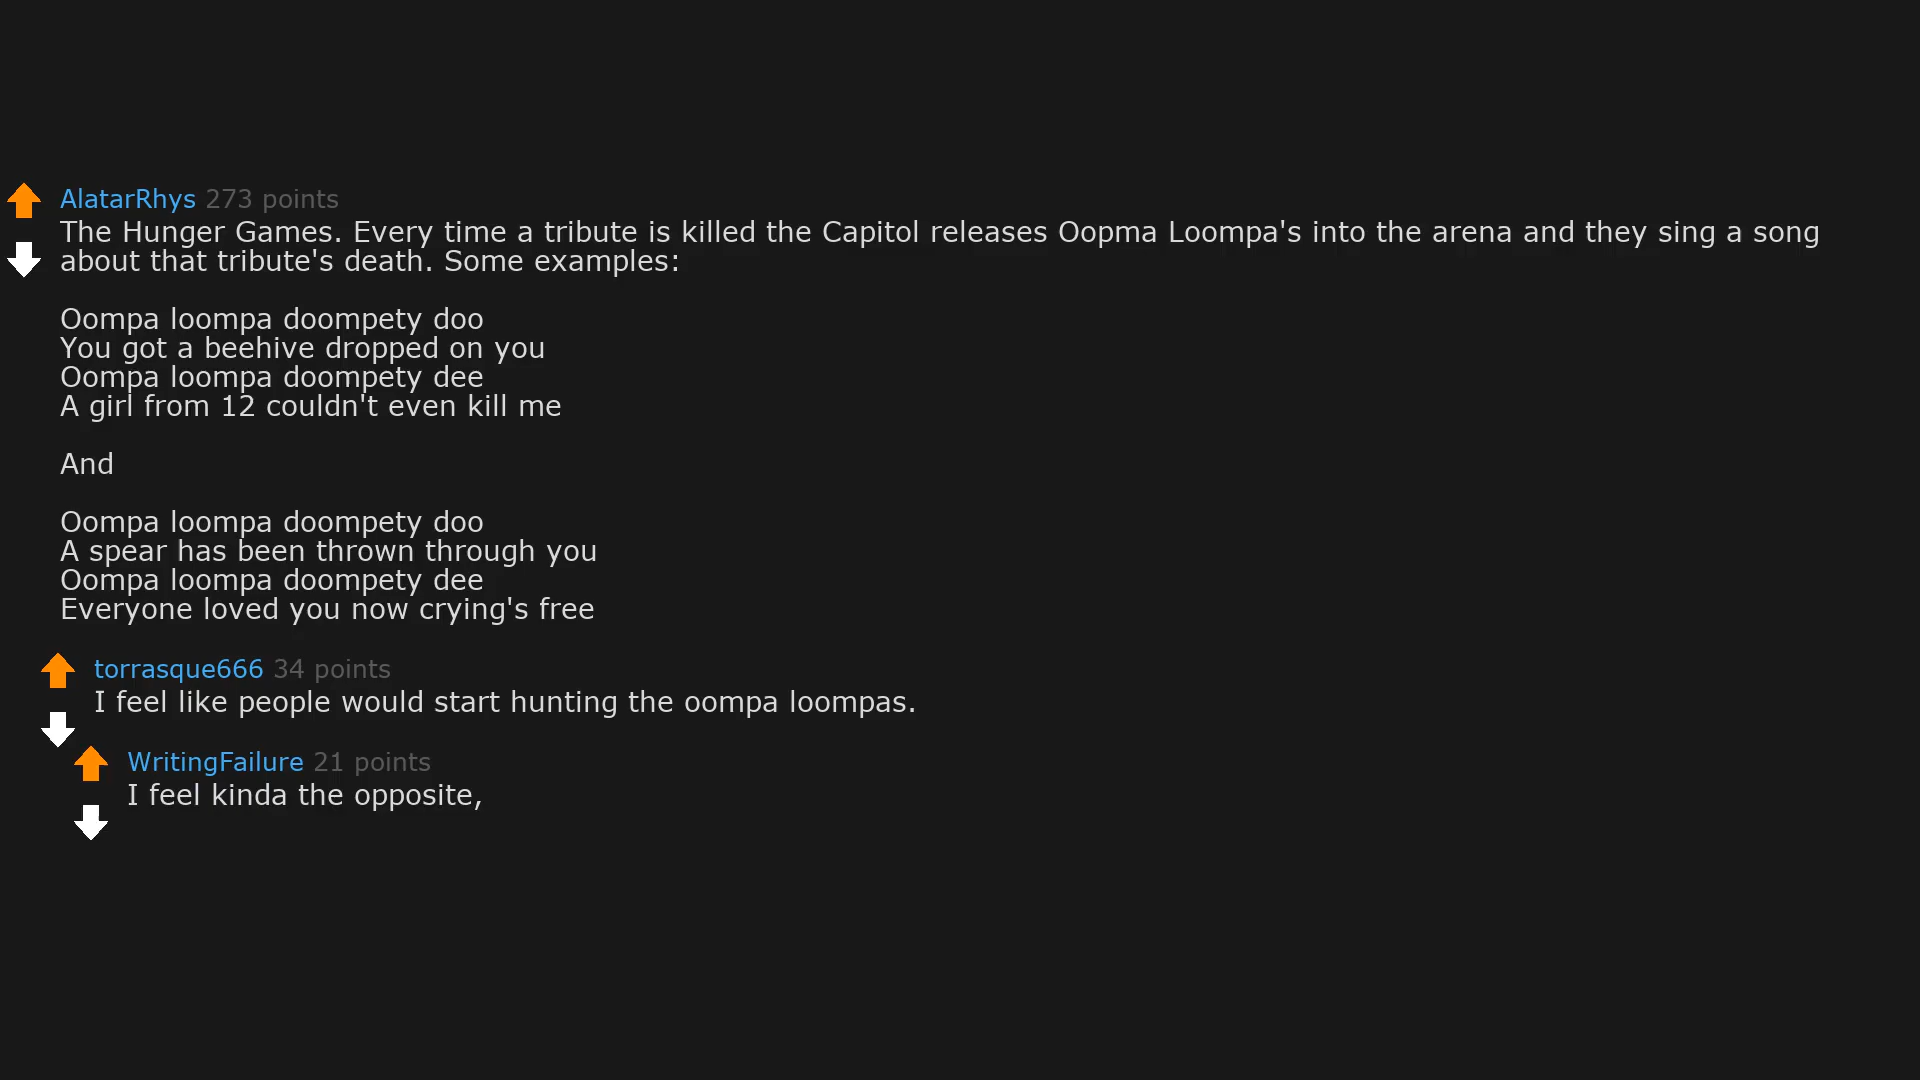 AlatarRhys 273 points
The Hunger Games. Every time a tribute is killed the Capitol releases Oopma Loompa's into the arena and they sing a song
about that tribute's death. Some examples:
Oompa loompa doompety doo
You got a beehive dropped on you
Oompa loompa doompety dee
A girl from 12 couldn't even kill me
And
Oompa loompa doompety doo
A spear has been thrown through you
Oompa loompa doompety dee
Everyone loved you now crying's free
torrasque666 34 points
I feel like people would start hunting the oompa loompas.
WritingFailure 21 points
I feel kinda the opposite,